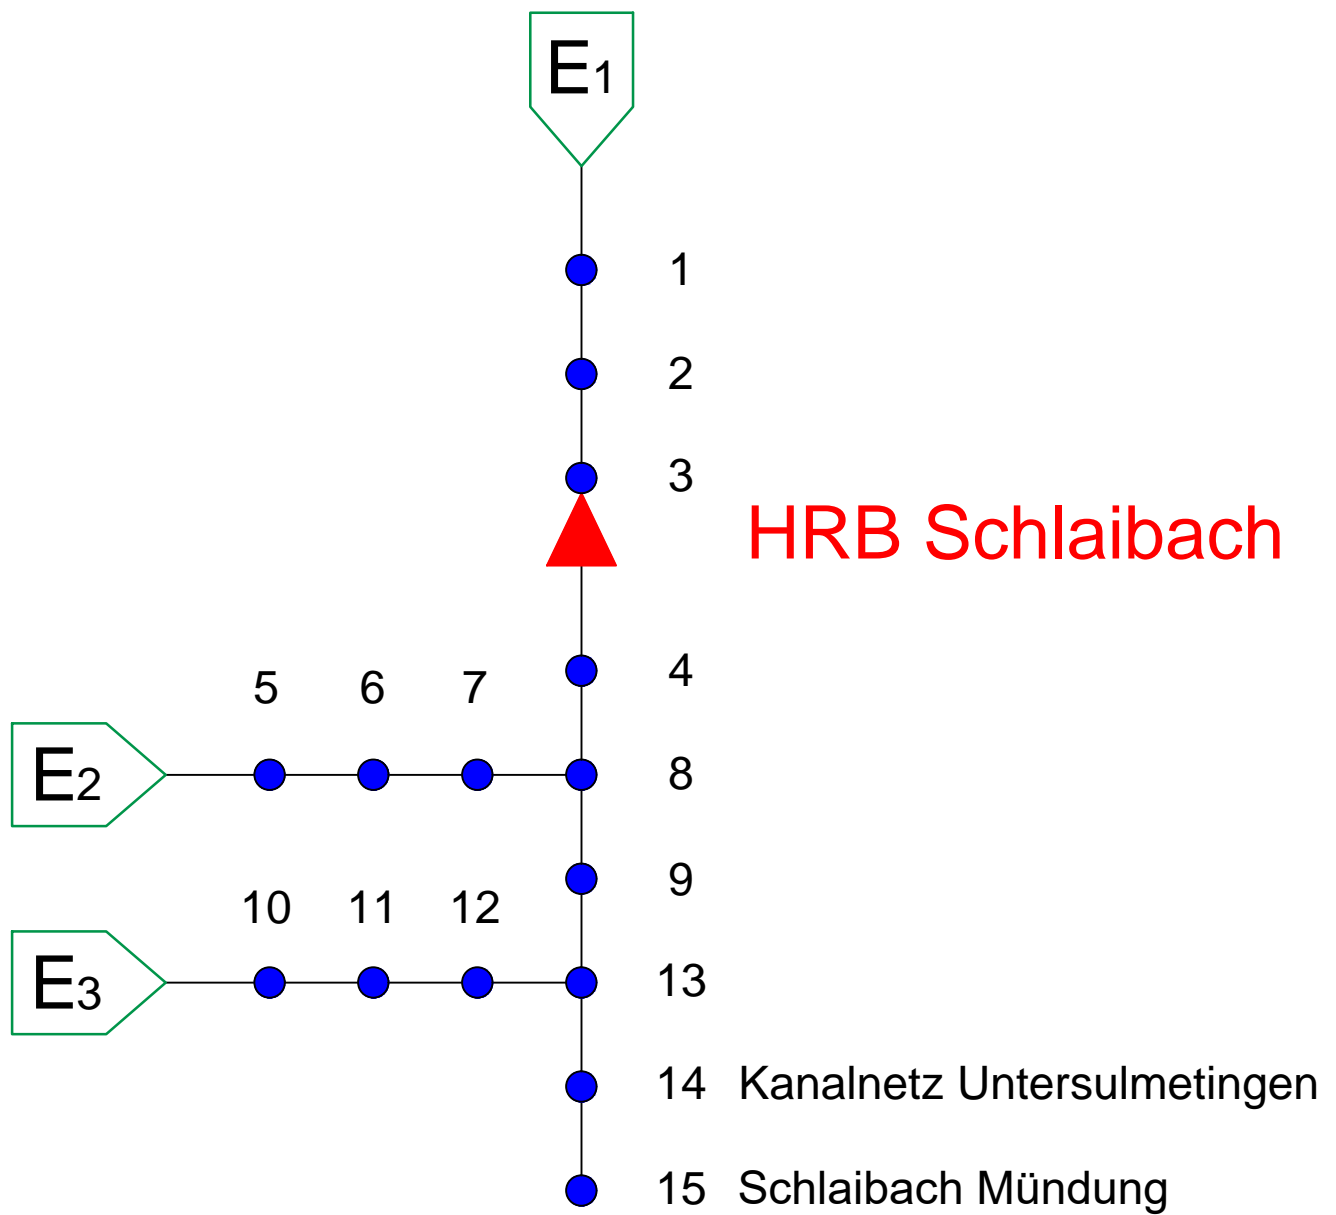 E1
1
2
3
HRB Schlaibach
4
5 6 7
E2
8
9
10 11 12
E3
13
14 Kanalnetz Untersulmetingen
15 Schlaibach Mündung